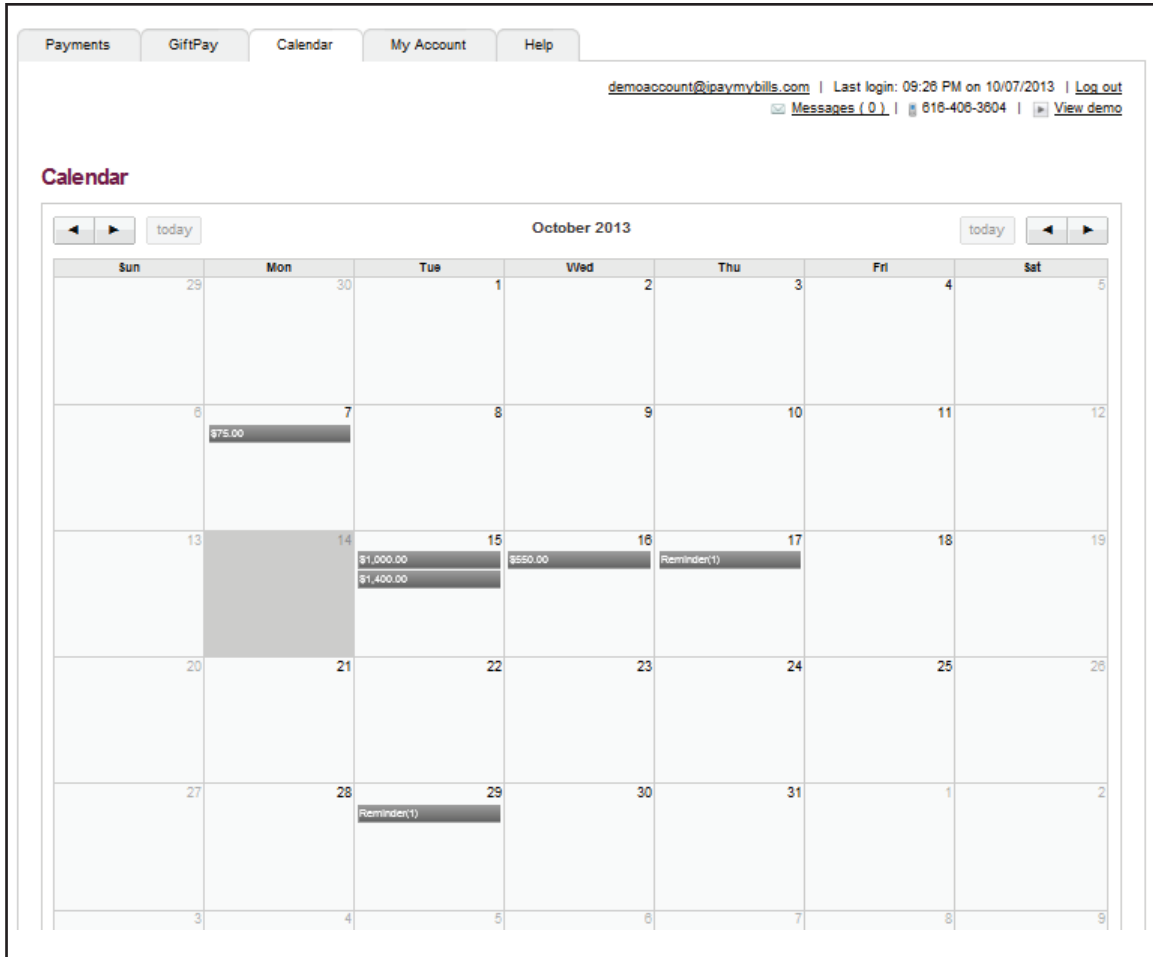 Payments GiftPay Calendar My Account Help
demoaccount@ipaymybills.com | Last login: 09:26 PM on 10/07/2013 | Log out
Messages ( 0 ) | 616-406-3604 | View demo
Calendar
today October 2013 today
Sun Mon Tue Wed Thu Fri Sat
29 30 1 2 3 4 5
6 7 8 9 10 11 12
$75.00
13 14 15 16 17 18 19
$1,000.00 $550.00 Reminder(1)
$1,400.00
20 21 22 23 24 25 26
27 28 29 30 31 1 2
Reminder(1)
3 4 5 6 7 8 9